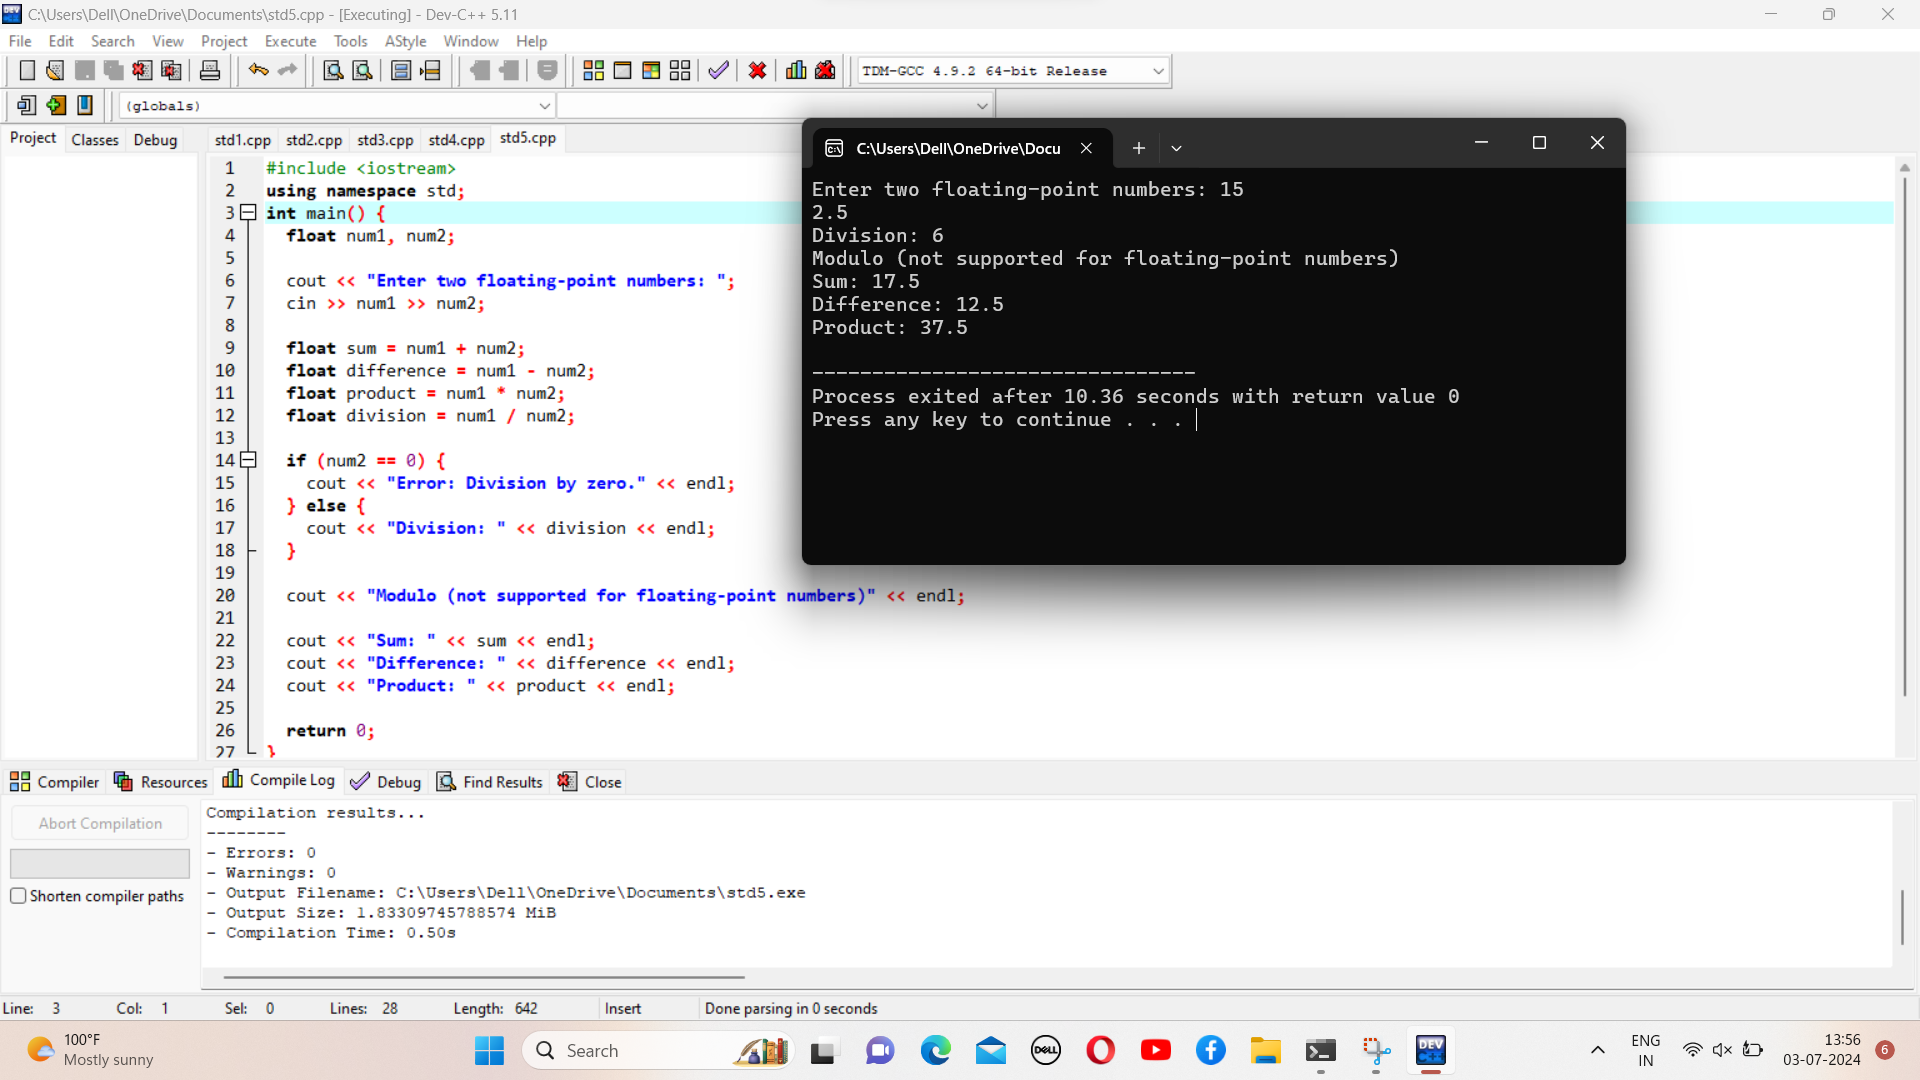 C:\Users\Dell\OneDrive\Documents\std5.cpp - [Executing] - Dev-C++ 5.11
File Edit Search View Project Execute Tools AStyle Window Help
TDM-GCC 4.9.2 64-bit Release
(globals)
Project Classes Debug
std1.cpp std2.cpp std3.cpp std4.cpp std5.cpp
1 #include <iostream>
2 using namespace std;
3 int main() {
4 float num1, num2;
5
6 cout << "Enter two floating-point numbers: ";
7 cin >> num1 >> num2;
8
9 float sum = num1 + num2;
10 float difference = num1 - num2;
11 float product = num1 * num2;
12 float division = num1 / num2;
13
14 if (num2 == 0) {
15 cout << "Error: Division by zero." << endl;
16 } else {
17 cout << "Division: " << division << endl;
18 }
19
20 cout << "Modulo (not supported for floating-point numbers)" << endl;
21
22 cout << "Sum: " << sum << endl;
23 cout << "Difference: " << difference << endl;
24 cout << "Product: " << product << endl;
25
26 return 0;
27 }
C:\Users\Dell\OneDrive\Docu
Enter two floating-point numbers: 15
2.5
Division: 6
Modulo (not supported for floating-point numbers)
Sum: 17.5
Difference: 12.5
Product: 37.5
--------------------------------
Process exited after 10.36 seconds with return value 0
Press any key to continue . . .
Compiler Resources Compile Log Debug Find Results Close
Abort Compilation
Shorten compiler paths
Compilation results...
--------
- Errors: 0
- Warnings: 0
- Output Filename: C:\Users\Dell\OneDrive\Documents\std5.exe
- Output Size: 1.83309745788574 MiB
- Compilation Time: 0.50s
Line: 3 Col: 1 Sel: 0 Lines: 28 Length: 642 Insert Done parsing in 0 seconds
100°F
Mostly sunny
Search
DELL
DEV
C++
ENG
IN
13:56
03-07-2024
6